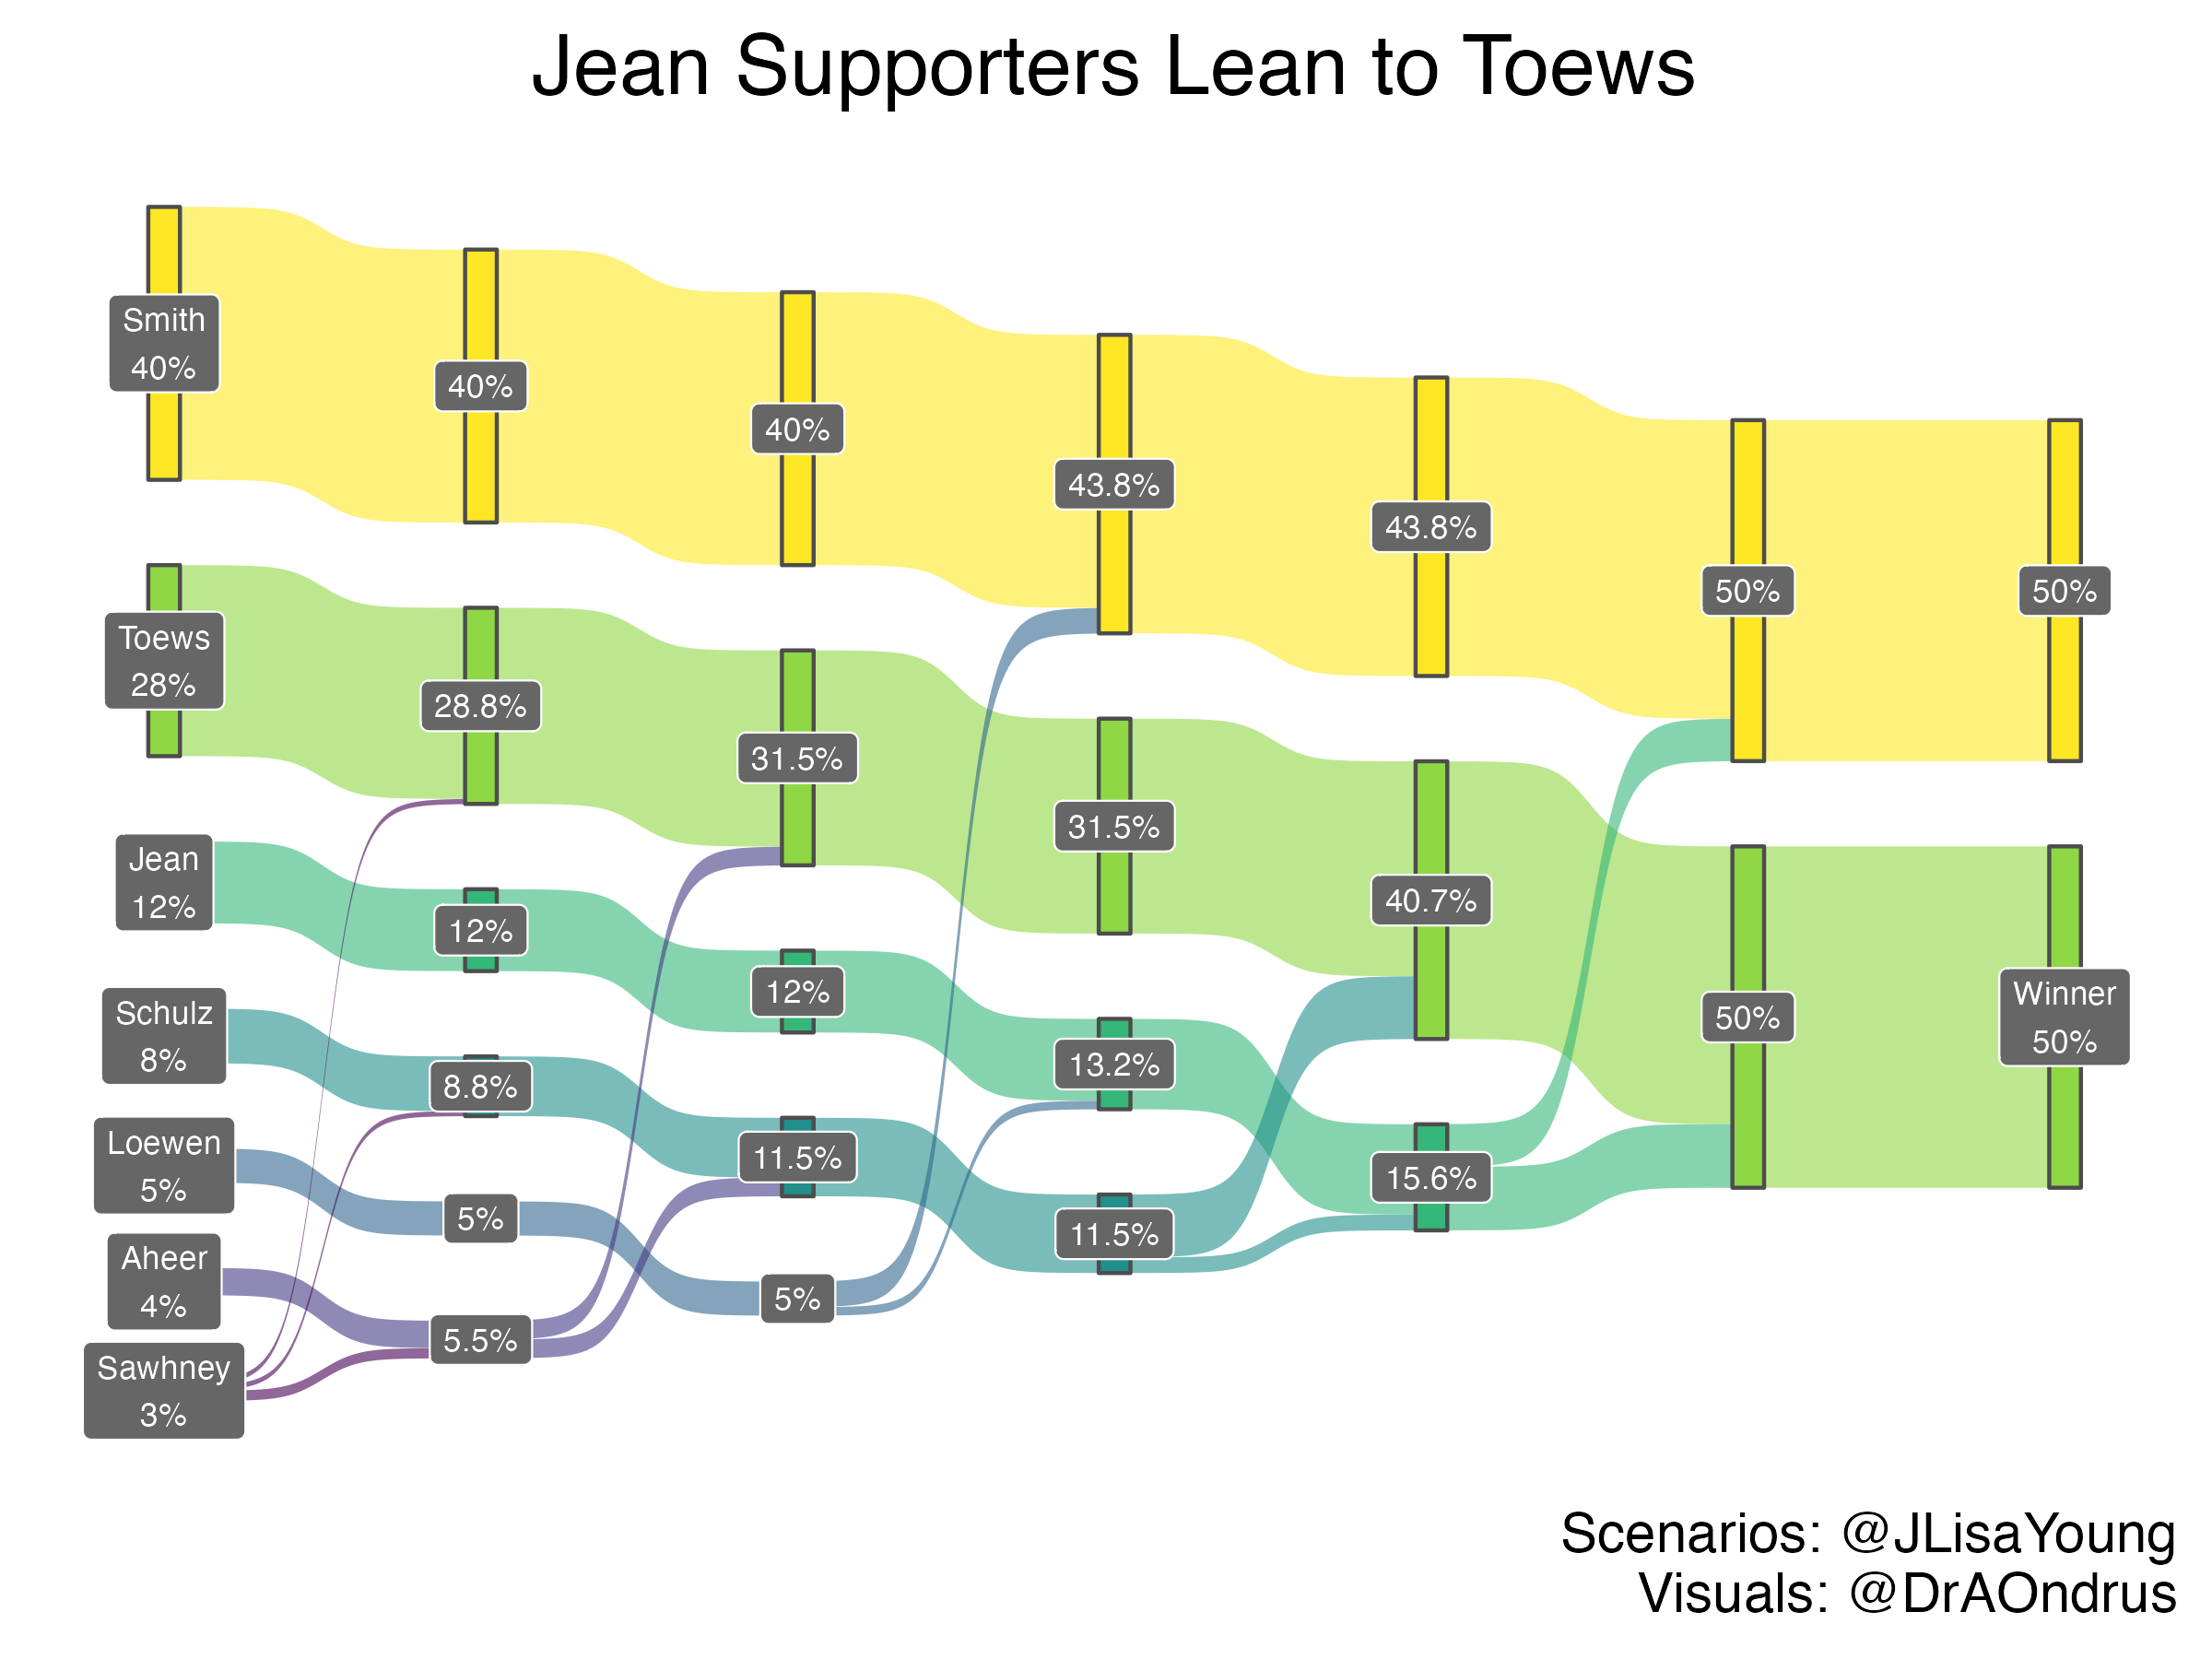 Jean Supporters Lean to Toews
Smith
40%
40%
40%
43.8%
43.8%
50%
50%
Toews
28%
28.8%
31.5%
31.5%
40.7%
50%
Winner
50%
Jean
12%
12%
12%
13.2%
15.6%
Schulz
8%
8.8%
11.5%
11.5%
Loewen
5%
5%
5%
Aheer
4%
5.5%
Sawhney
3%
Scenarios: @JLisaYoung
Visuals: @DrAOndrus